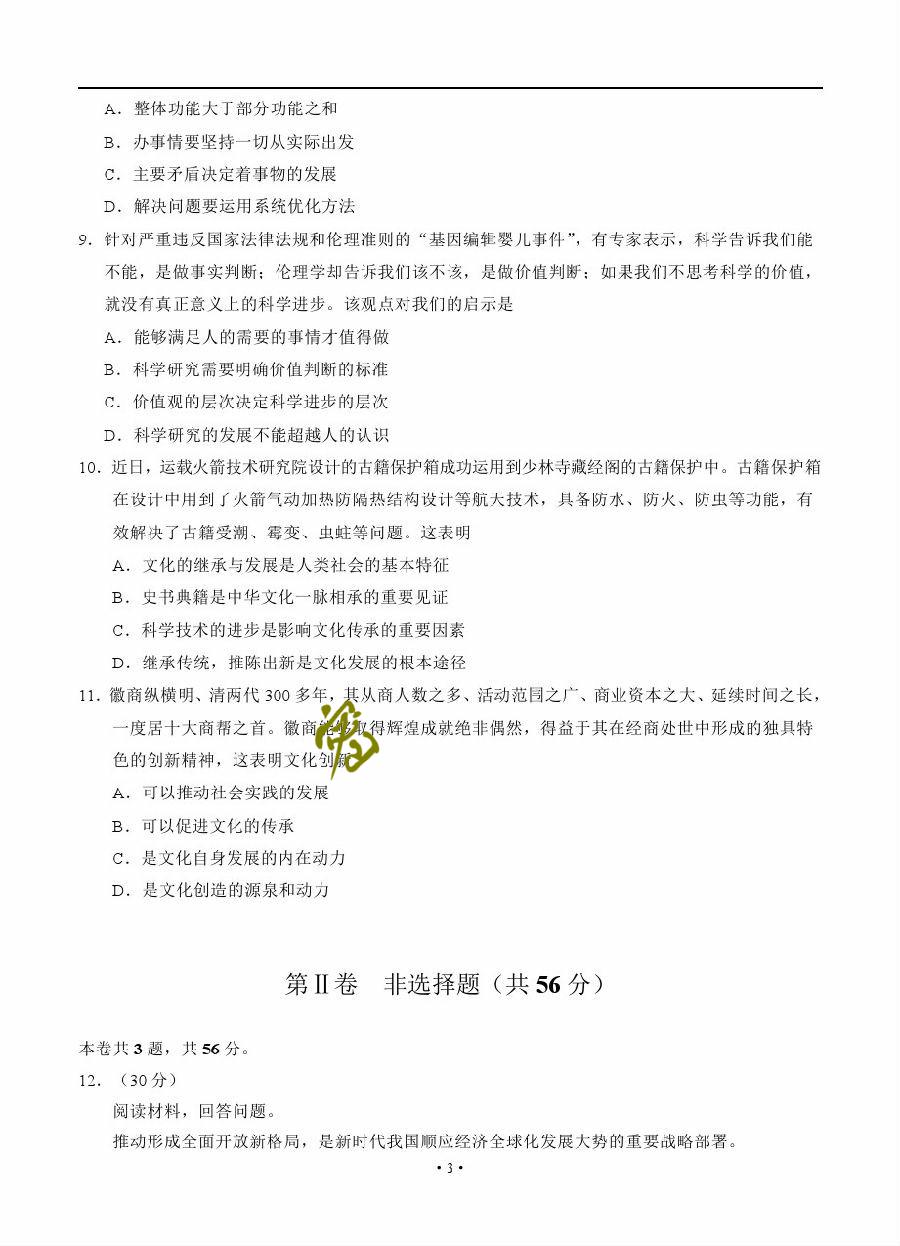 A．整体功能大于部分功能之和
B．办事情要坚持一切从实际出发
C．主要矛盾决定着事物的发展
D．解决问题要运用系统优化方法
9．针对严重违反国家法律法规和伦理准则的“基因编辑婴儿事件”，有专家表示，科学告诉我们能
不能，是做事实判断；伦理学却告诉我们该不该，是做价值判断；如果我们不思考科学的价值，
就没有真正意义上的科学进步。该观点对我们的启示是
A．能够满足人的需要的事情才值得做
B．科学研究需要明确价值判断的标准
C．价值观的层次决定科学进步的层次
D．科学研究的发展不能超越人的认识
10．近日，运载火箭技术研究院设计的古籍保护箱成功运用到少林寺藏经阁的古籍保护中。古籍保护箱
在设计中用到了火箭气动加热防隔热结构设计等航天技术，具备防水、防火、防虫等功能，有
效解决了古籍受潮、霉变、虫蛀等问题。这表明
A．文化的继承与发展是人类社会的基本特征
B．史书典籍是中华文化一脉相承的重要见证
C．科学技术的进步是影响文化传承的重要因素
D．继承传统，推陈出新是文化发展的根本途径
11．徽商纵横明、清两代 300 多年，其从商人数之多、活动范围之广、商业资本之大、延续时间之长，
一度居十大商帮之首。徽商能够取得辉煌成就绝非偶然，得益于其在经商处世中形成的独具特
色的创新精神，这表明文化创新
A．可以推动社会实践的发展
B．可以促进文化的传承
C．是文化自身发展的内在动力
D．是文化创造的源泉和动力
第Ⅱ卷 非选择题（共 56 分）
本卷共 3 题，共 56 分。
12．（30 分）
阅读材料，回答问题。
推动形成全面开放新格局，是新时代我国顺应经济全球化发展大势的重要战略部署。
·3·